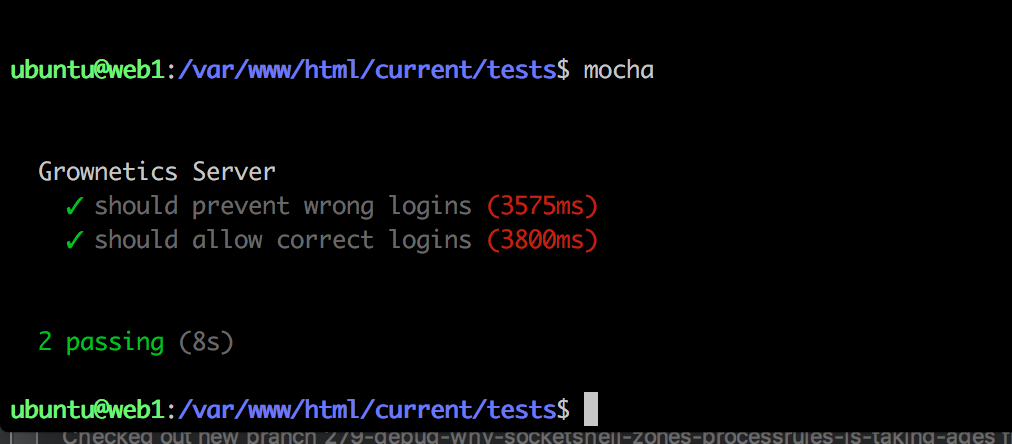 ubuntu@web1:/var/www/html/current/tests$ mocha
Grownetics Server
✓ should prevent wrong logins (3575ms)
✓ should allow correct logins (3800ms)
2 passing (8s)
ubuntu@web1:/var/www/html/current/tests$
Checked out new branch 279-debug-why-socketshell-zones-processrules-is-taking-ages f